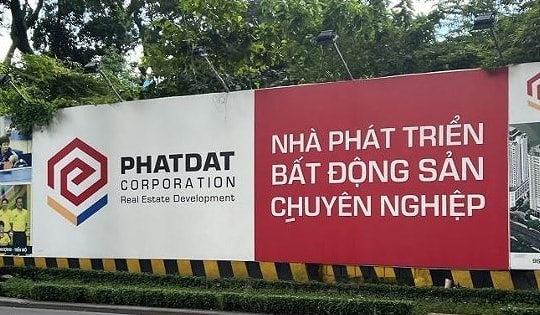 PHATDAT
CORPORATION
Real Estate Development
NHÀ PHÁT TRIỂN
BẤT ĐỘNG SẢN
CHUYÊN NGHIỆP